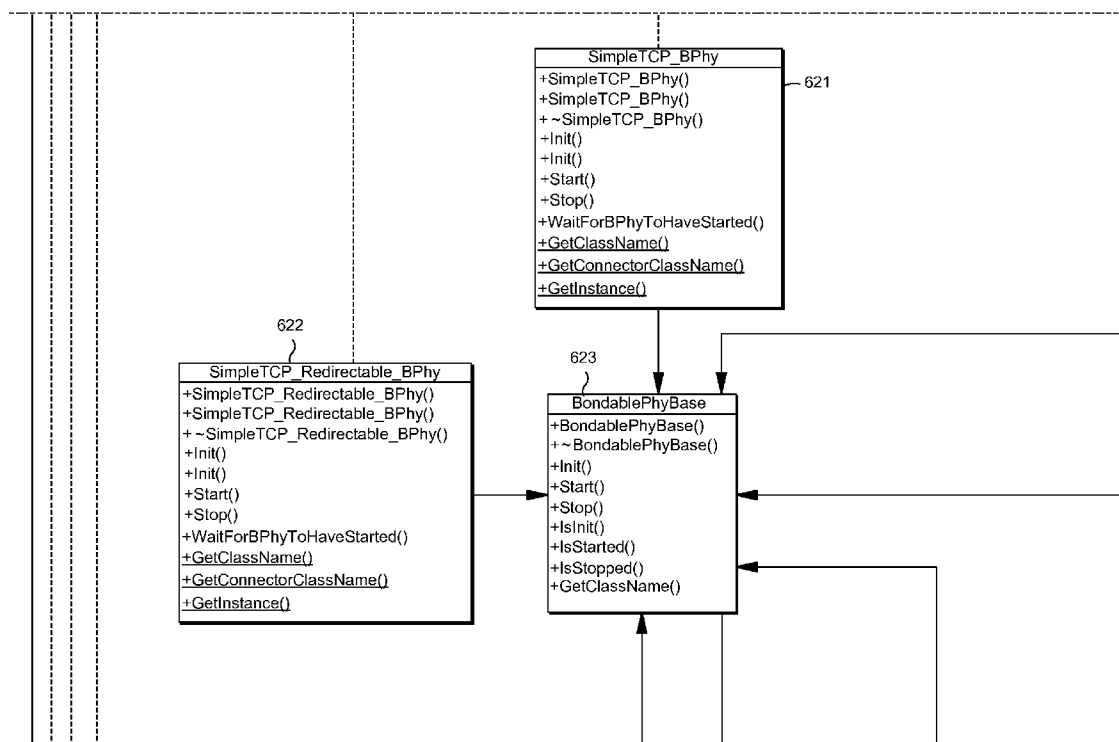 SimpleTCP_BPhy
+SimpleTCP_BPhy()
+SimpleTCP_BPhy()
+~SimpleTCP_BPhy()
+Init()
+Init()
+Start()
+Stop()
+WaitForBPhyToHaveStarted()
+GetClassName()
+GetConnectorClassName()
+GetInstance()
621
622
SimpleTCP_Redirectable_BPhy
+SimpleTCP_Redirectable_BPhy()
+SimpleTCP_Redirectable_BPhy()
+~SimpleTCP_Redirectable_BPhy()
+Init()
+Init()
+Start()
+Stop()
+WaitForBPhyToHaveStarted()
+GetClassName()
+GetConnectorClassName()
+GetInstance()
623
BondablePhyBase
+BondablePhyBase()
+~BondablePhyBase()
+Init()
+Start()
+Stop()
+IsInit()
+IsStarted()
+IsStopped()
+GetClassName()